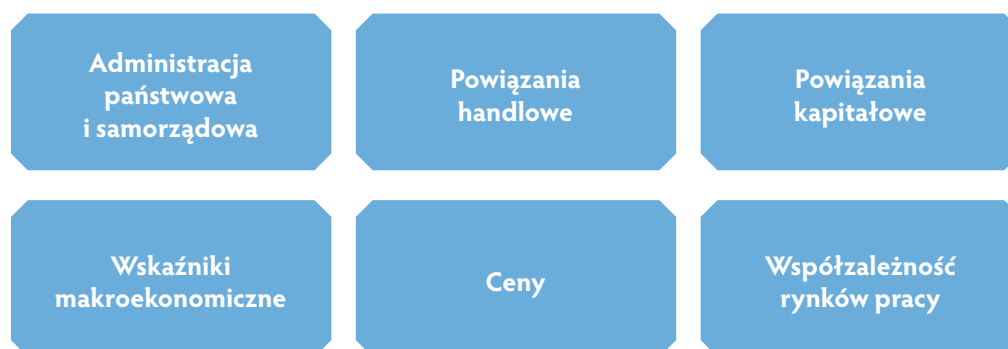 Administracja
państwowa
i samorządowa
Powiązania
handlowe
Powiązania
kapitałowe
Wskaźniki
makroekonomiczne
Ceny
Współzależność
rynków pracy